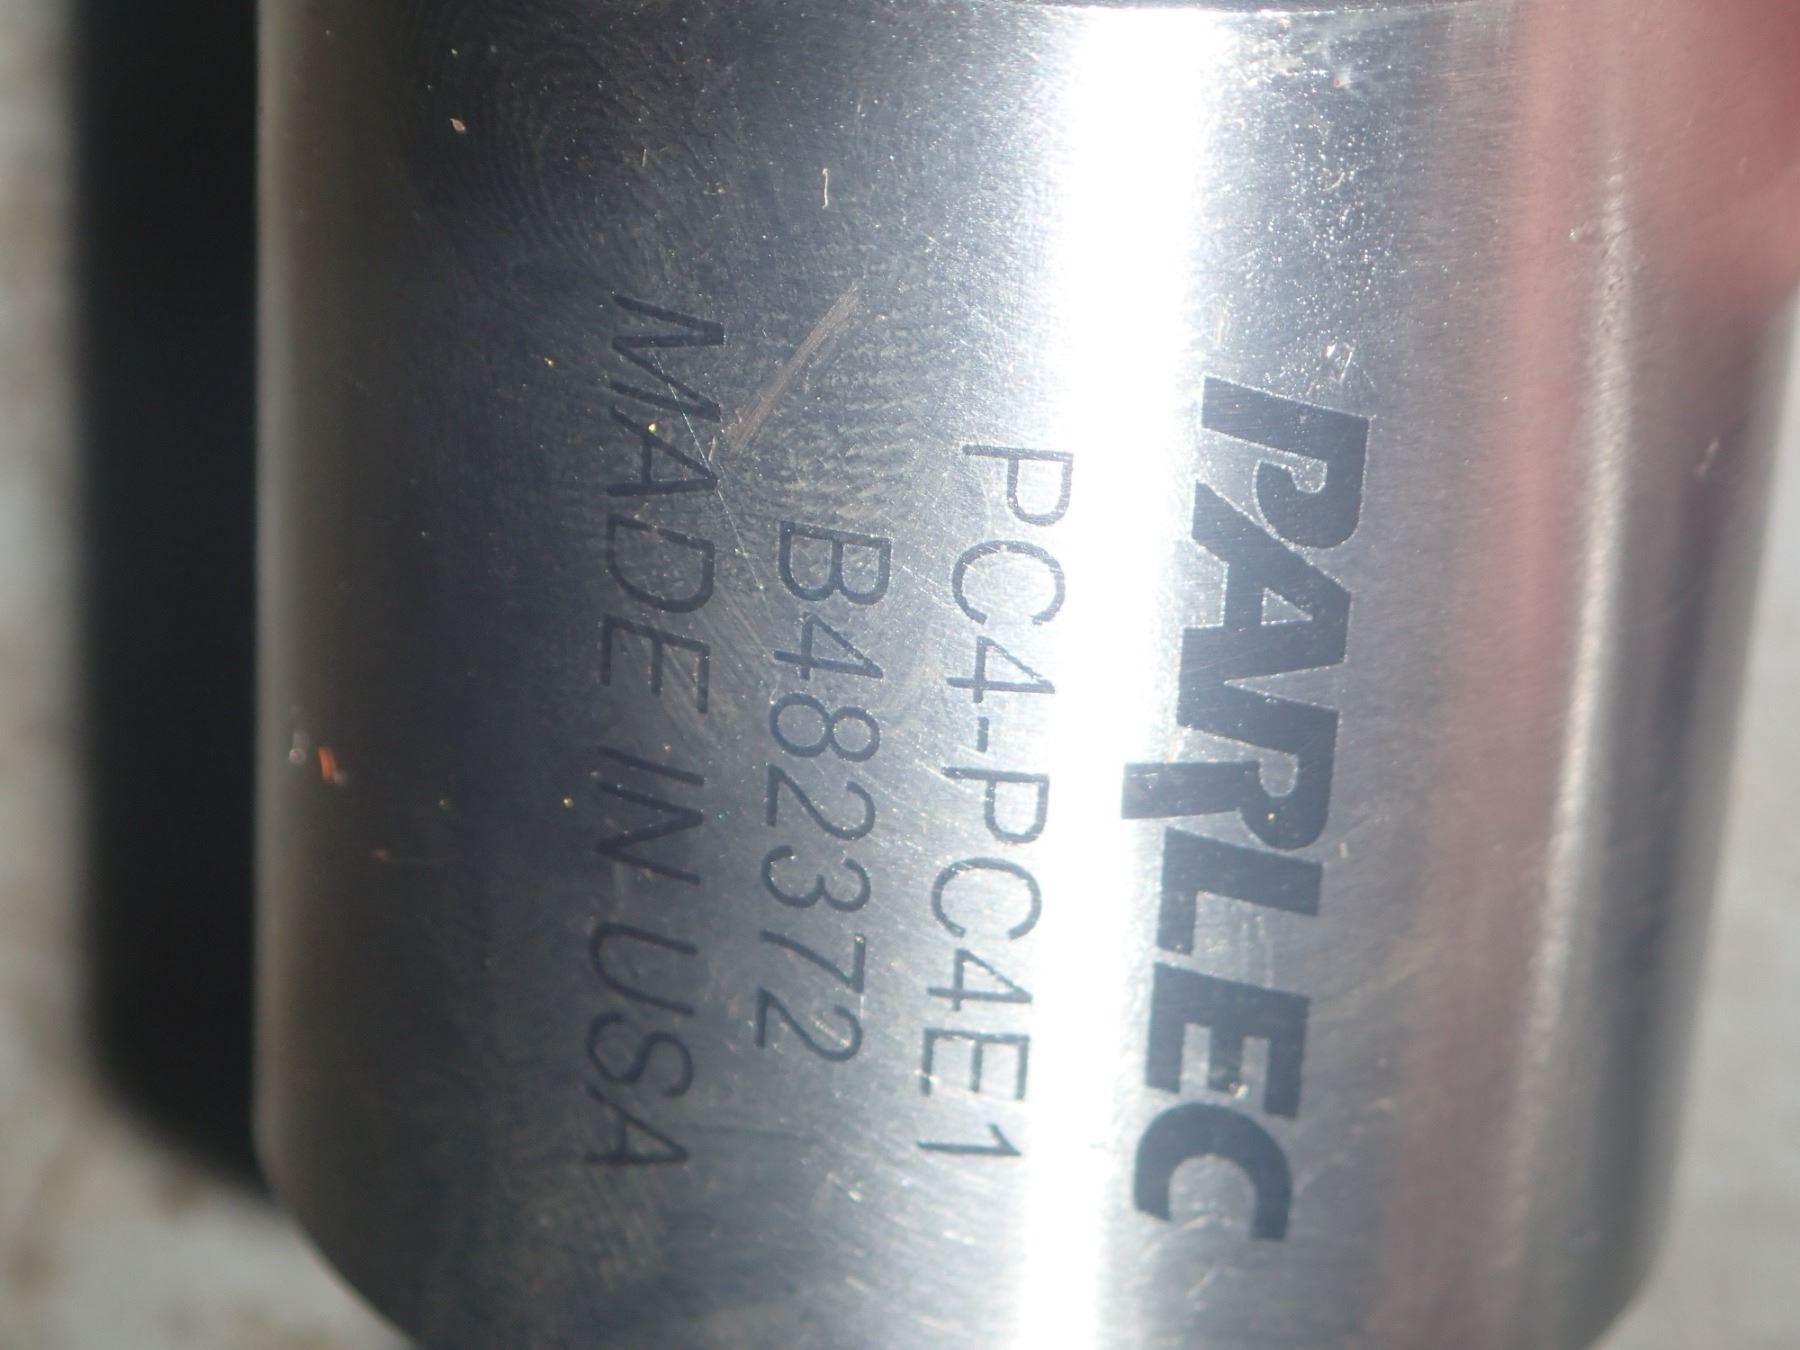 PARLEC
PC4-PC4E1
B482372
MADE IN USA